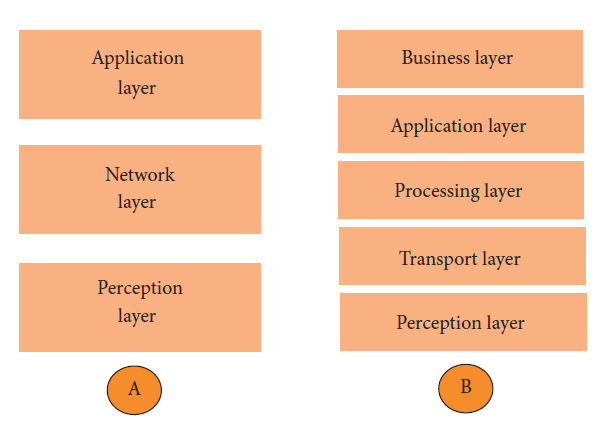 Application
layer
Network
layer
Perception
layer
A
Business layer
Application layer
Processing layer
Transport layer
Perception layer
B